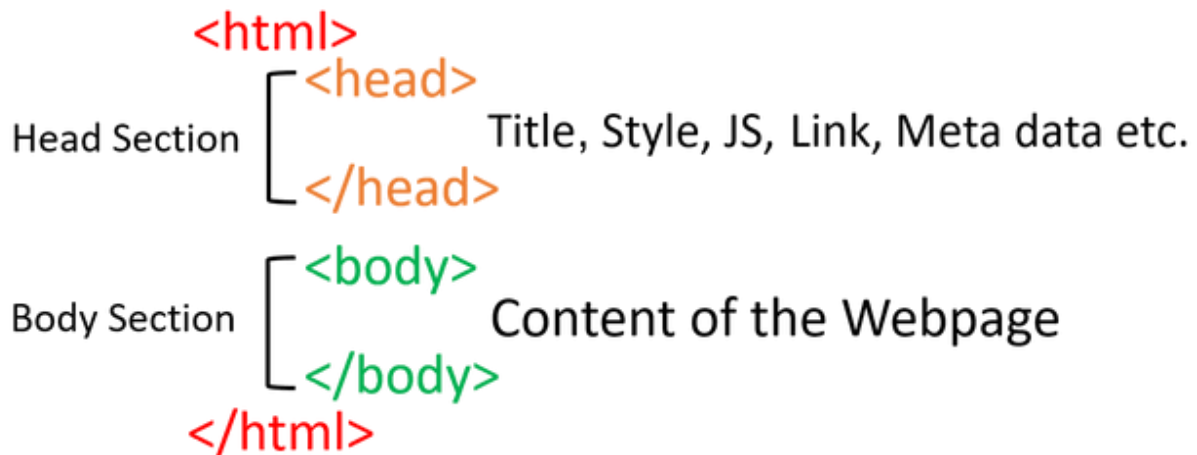 <html>
<head>
Head Section
Title, Style, JS, Link, Meta data etc.
</head>
<body>
Body Section
Content of the Webpage
</body>
</html>